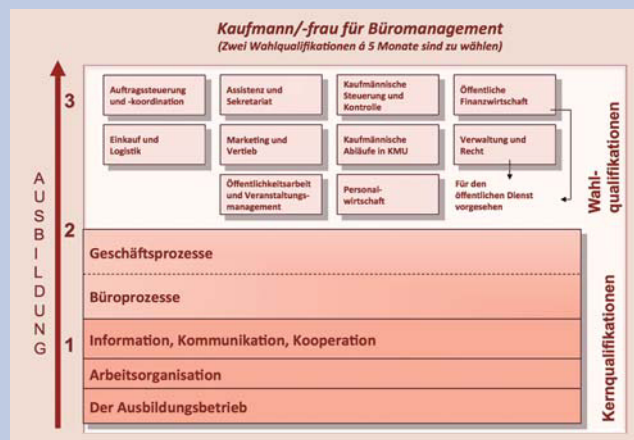 Kaufmann/-frau für Büromanagement
(Zwei Wahlqualifikationen á 5 Monate sind zu wählen)
AUSBILDUNG
3
2
1
Auftragssteuerung
und -koordination
Assistenz und
Sekretariat
Kaufmännische
Steuerung und
Kontrolle
Öffentliche
Finanzwirtschaft
Einkauf und
Logistik
Marketing und
Vertieb
Kaufmännische
Abläufe in KMU
Verwaltung und
Recht
Öffentlichkeitsarbeit
und Veranstaltungs-
management
Personal-
wirtschaft
Für den
öffentlichen Dienst
vorgesehen
Wahl-
qualifikationen
Geschäftsprozesse
Büroprozesse
Information, Kommunikation, Kooperation
Arbeitsorganisation
Der Ausbildungsbetrieb
Kernqualifikationen